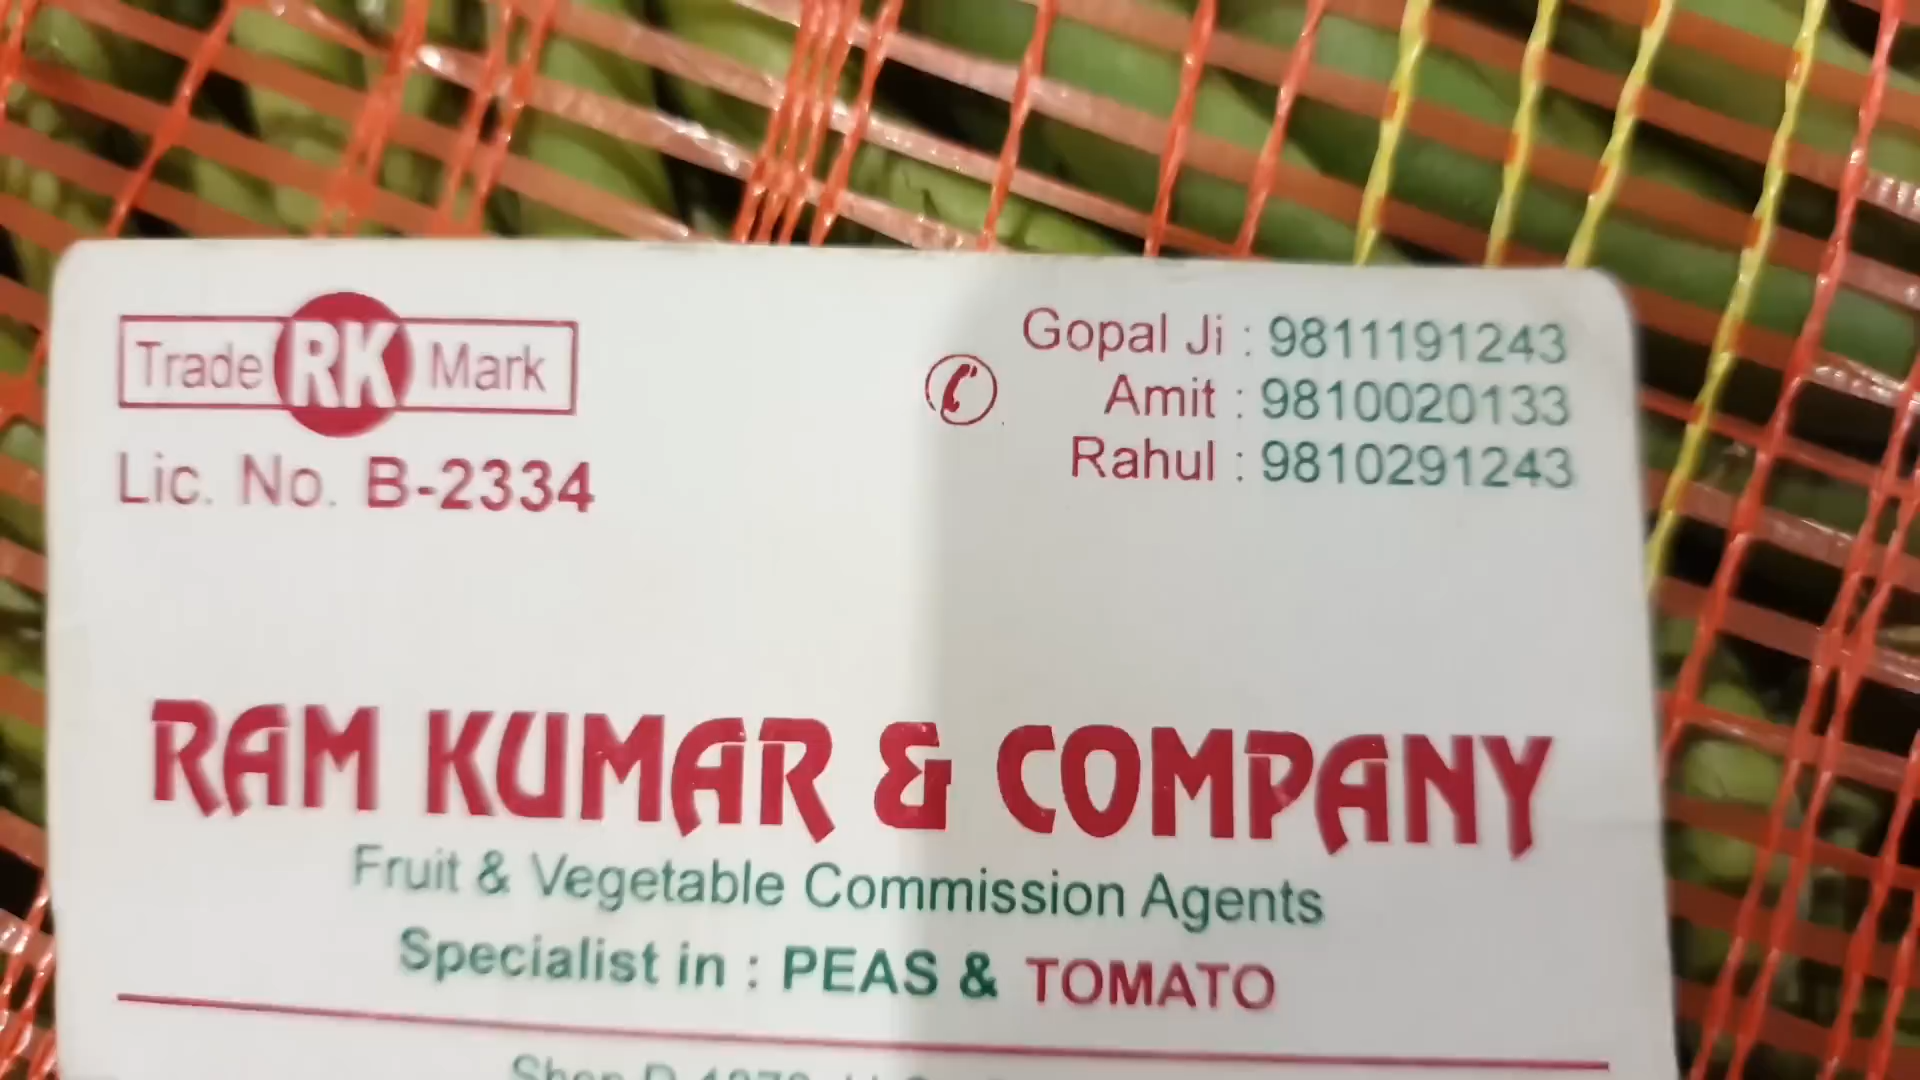 Trade RK Mark
Lic. No. B-2334
Gopal Ji : 9811191243
Amit : 9810020133
Rahul : 9810291243
RAM KUMAR & COMPANY
Fruit & Vegetable Commission Agents
Specialist in : PEAS & TOMATO
Shop